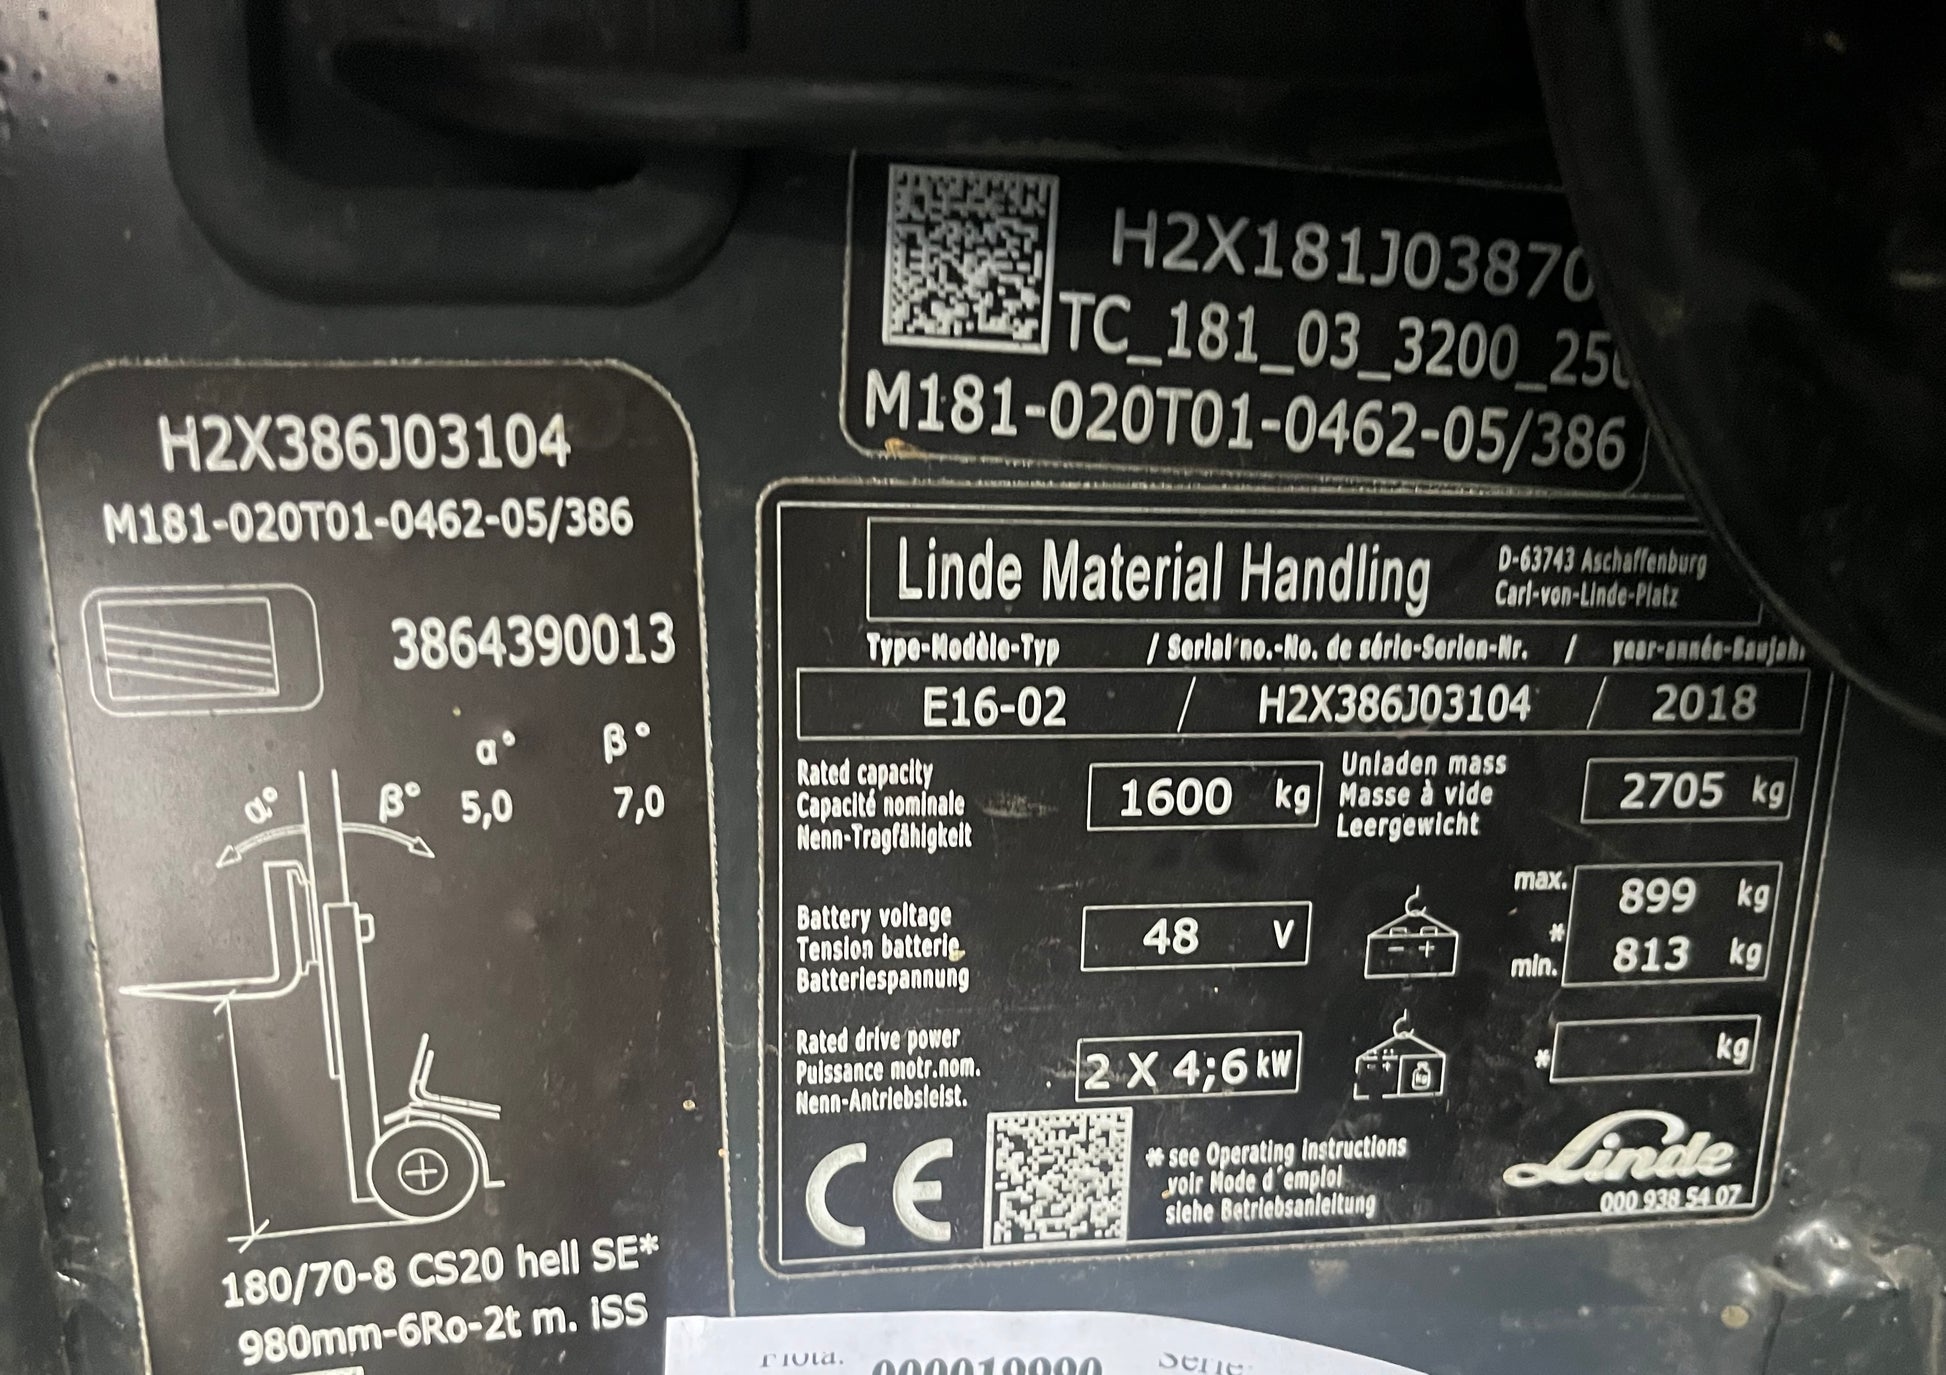 H2X181J03870
TC_181_03_3200_250
M181-020T01-0462-05/386
H2X386J03104
M181-020T01-0462-05/386
3864390013
α° β°
α° β° 5,0 7,0
180/70-8 CS20 hell SE*
980mm-6Ro-2t m. iSS
Linde Material Handling
D-63743 Aschaffenburg
Carl-von-Linde-Platz
Type-Modèle-Typ / Serial no.-No. de série-Serien-Nr. / year-année-Baujahr
E16-02 / H2X386J03104 / 2018
Rated capacity
Capacité nominale
Nenn-Tragfähigkeit
1600 kg
Unladen mass
Masse à vide
Leergewicht
2705 kg
Battery voltage
Tension batterie
Batteriespannung
48 V
- +
max. 899 kg
*
min. 813 kg
Rated drive power
Puissance motr.nom.
Nenn-Antriebsleist.
2 X 4;6 kW
- +
kg
* kg
CE
* see Operating Instructions
voir Mode d'emploi
siehe Betriebsanleitung
Linde
000 938 54 07